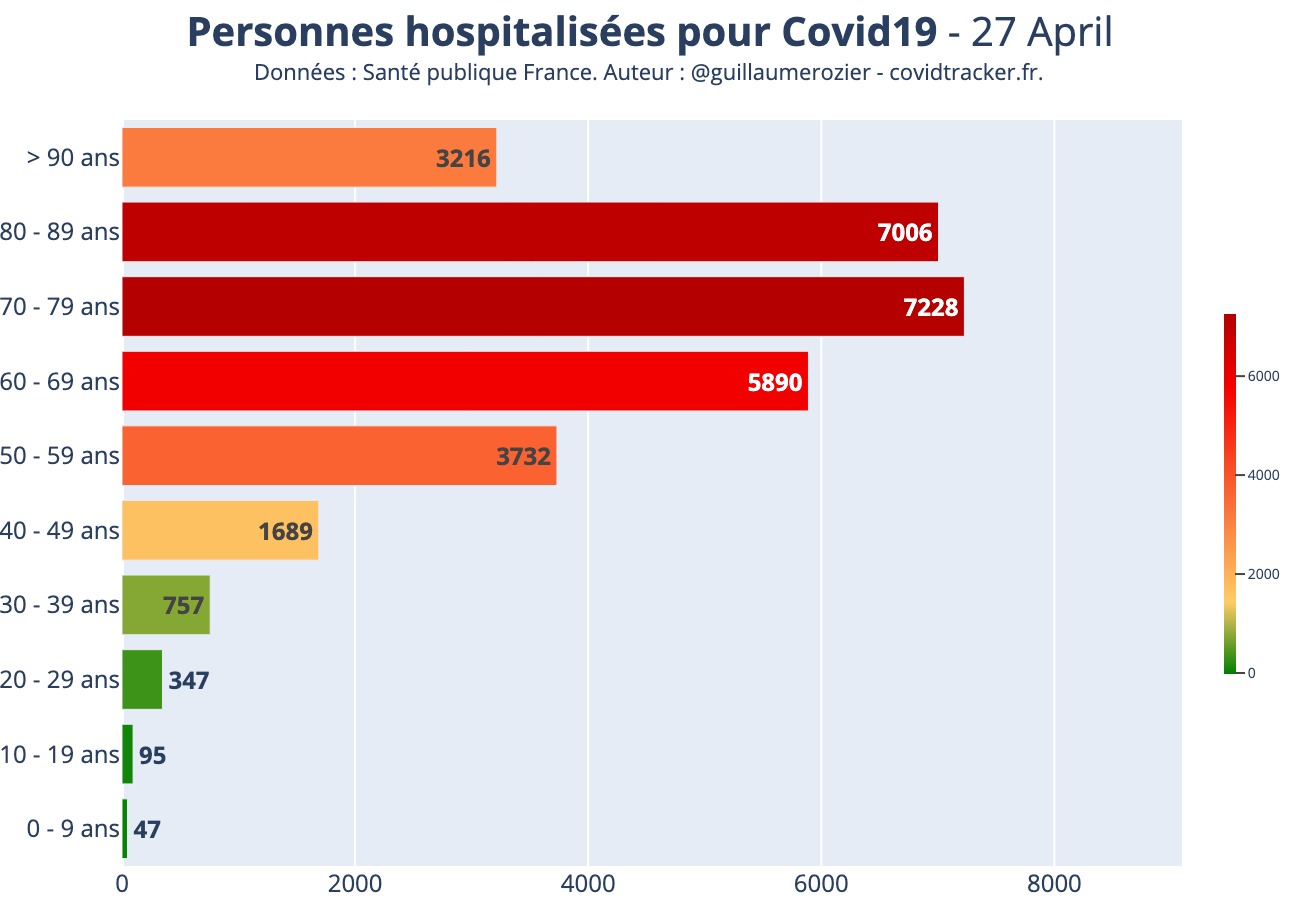 Personnes hospitalisées pour Covid19 - 27 April
Données : Santé publique France. Auteur : @guillaumerozier - covidtracker.fr.
> 90 ans 3216
80 - 89 ans 7006
70 - 79 ans 7228
60 - 69 ans 5890
50 - 59 ans 3732
40 - 49 ans 1689
30 - 39 ans 757
20 - 29 ans 347
10 - 19 ans 95
0 - 9 ans 47
0 2000 4000 6000 8000
6000
4000
2000
0